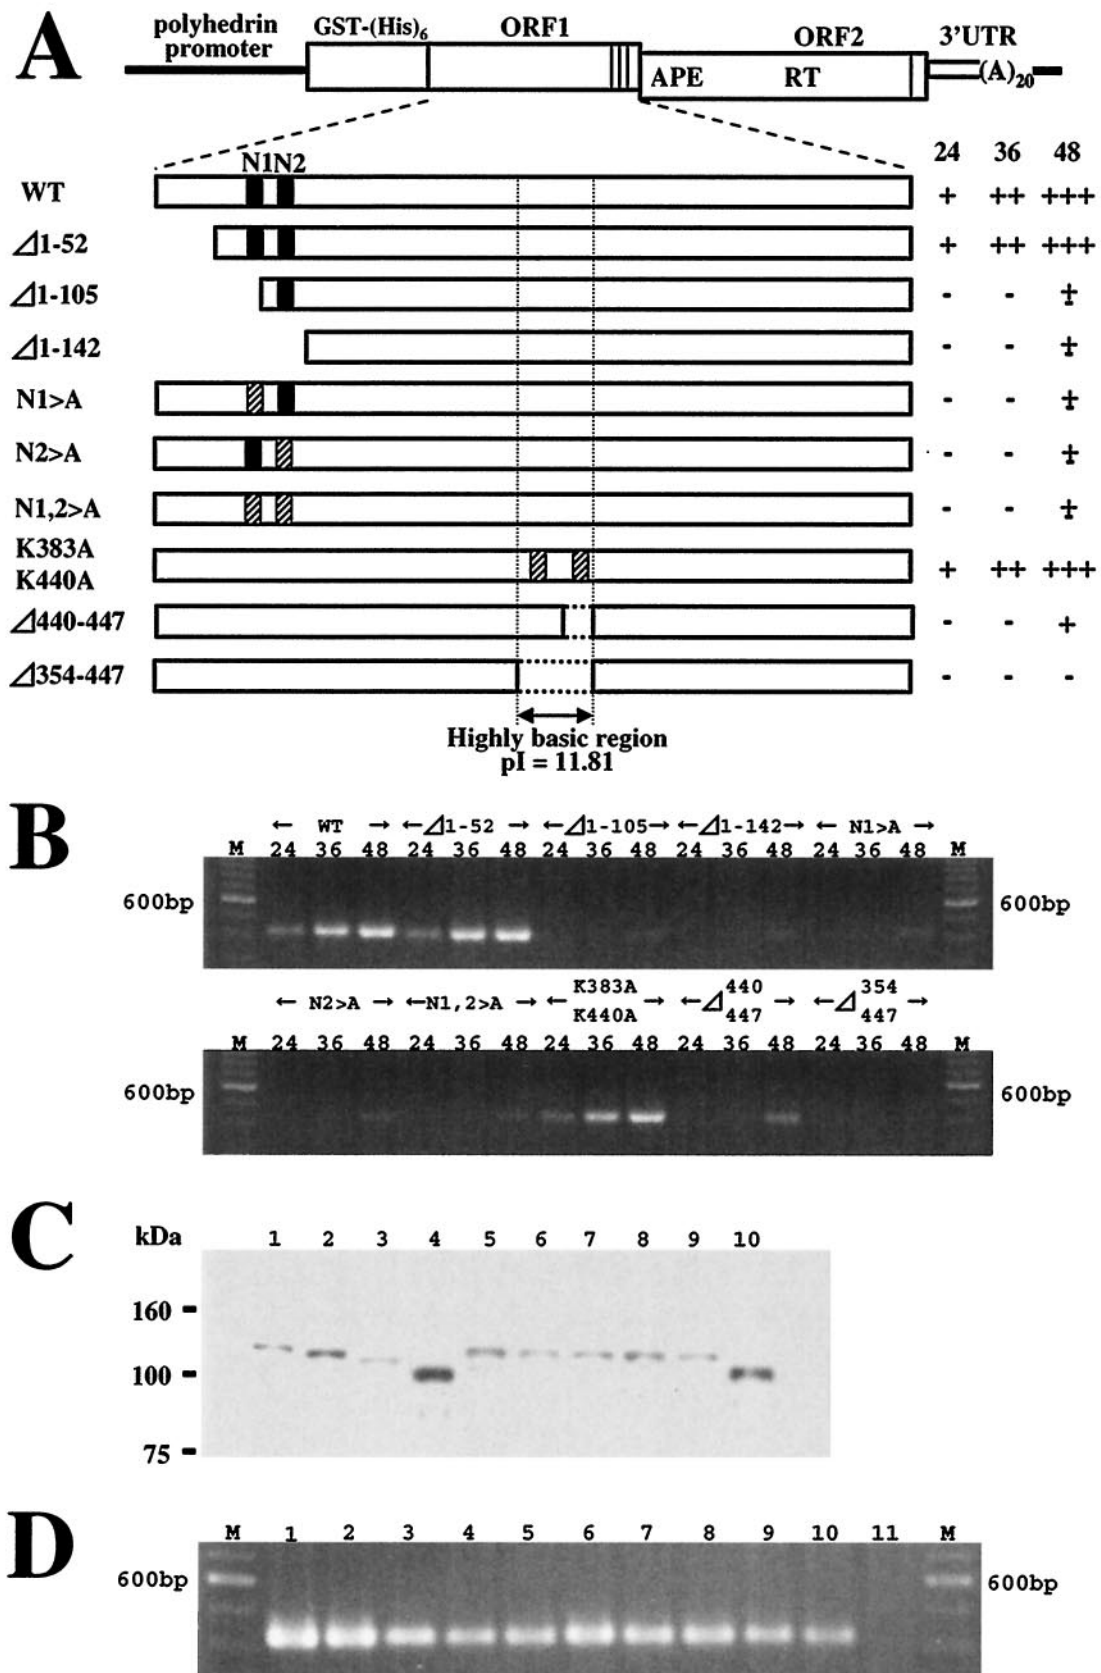 A
polyhedrin
promoter
GST-(His)6
ORF1
ORF2
3'UTR
APE
RT
(A)20
N1N2
24 36 48
WT + ++ +++
⊿1-52 + ++ +++
⊿1-105 - - ±
⊿1-142 - - ±
N1>A - - ±
N2>A - - ±
N1,2>A - - ±
K383A
K440A + ++ +++
⊿440-447 - - +
⊿354-447 - - -
Highly basic region
pI = 11.81
B
← WT → ←⊿1-52 → ←⊿1-105→ ←⊿1-142→ ← N1>A →
M 24 36 48 24 36 48 24 36 48 24 36 48 24 36 48 M
600bp 600bp
← N2>A → ←N1,2>A → ← K383A K440A → ←⊿ 440 447 → ←⊿ 354 447 →
M 24 36 48 24 36 48 24 36 48 24 36 48 24 36 48 M
600bp 600bp
C
kDa 1 2 3 4 5 6 7 8 9 10
160
100
75
D
M 1 2 3 4 5 6 7 8 9 10 11 M
600bp 600bp